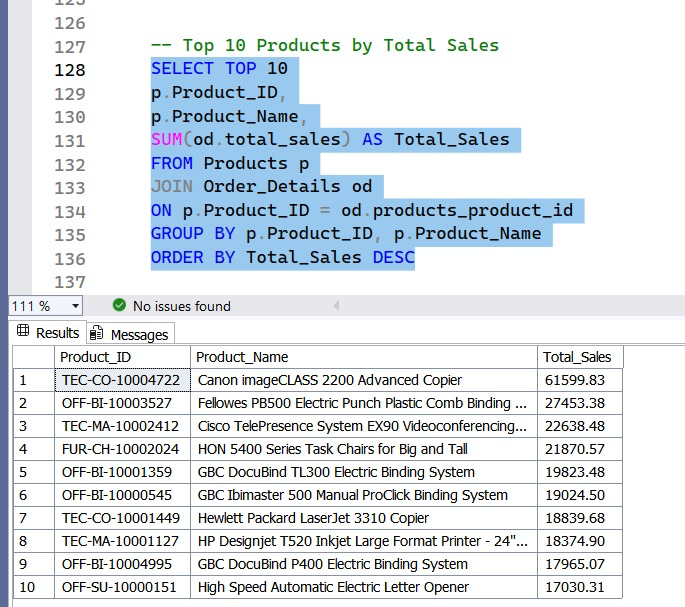 126
127 -- Top 10 Products by Total Sales
128 SELECT TOP 10
129 p.Product_ID,
130 p.Product_Name,
131 SUM(od.total_sales) AS Total_Sales
132 FROM Products p
133 JOIN Order_Details od
134 ON p.Product_ID = od.products_product_id
135 GROUP BY p.Product_ID, p.Product_Name
136 ORDER BY Total_Sales DESC
137
111 % No issues found
Results Messages
Product_ID Product_Name Total_Sales
1 TEC-CO-10004722 Canon imageCLASS 2200 Advanced Copier 61599.83
2 OFF-BI-10003527 Fellowes PB500 Electric Punch Plastic Comb Binding ... 27453.38
3 TEC-MA-10002412 Cisco TelePresence System EX90 Videoconferencing... 22638.48
4 FUR-CH-10002024 HON 5400 Series Task Chairs for Big and Tall 21870.57
5 OFF-BI-10001359 GBC DocuBind TL300 Electric Binding System 19823.48
6 OFF-BI-10000545 GBC Ibimaster 500 Manual ProClick Binding System 19024.50
7 TEC-CO-10001449 Hewlett Packard LaserJet 3310 Copier 18839.68
8 TEC-MA-10001127 HP Designjet T520 Inkjet Large Format Printer - 24"... 18374.90
9 OFF-BI-10004995 GBC DocuBind P400 Electric Binding System 17965.07
10 OFF-SU-10000151 High Speed Automatic Electric Letter Opener 17030.31